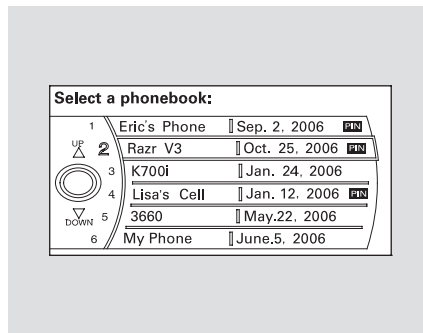 Select a phonebook:
1 Eric's Phone Sep. 2, 2006 PIN
UP 2 Razr V3 Oct. 25, 2006 PIN
3 K700i Jan. 24, 2006
4 Lisa's Cell Jan. 12, 2006 PIN
DOWN 5 3660 May.22, 2006
6 My Phone June.5, 2006